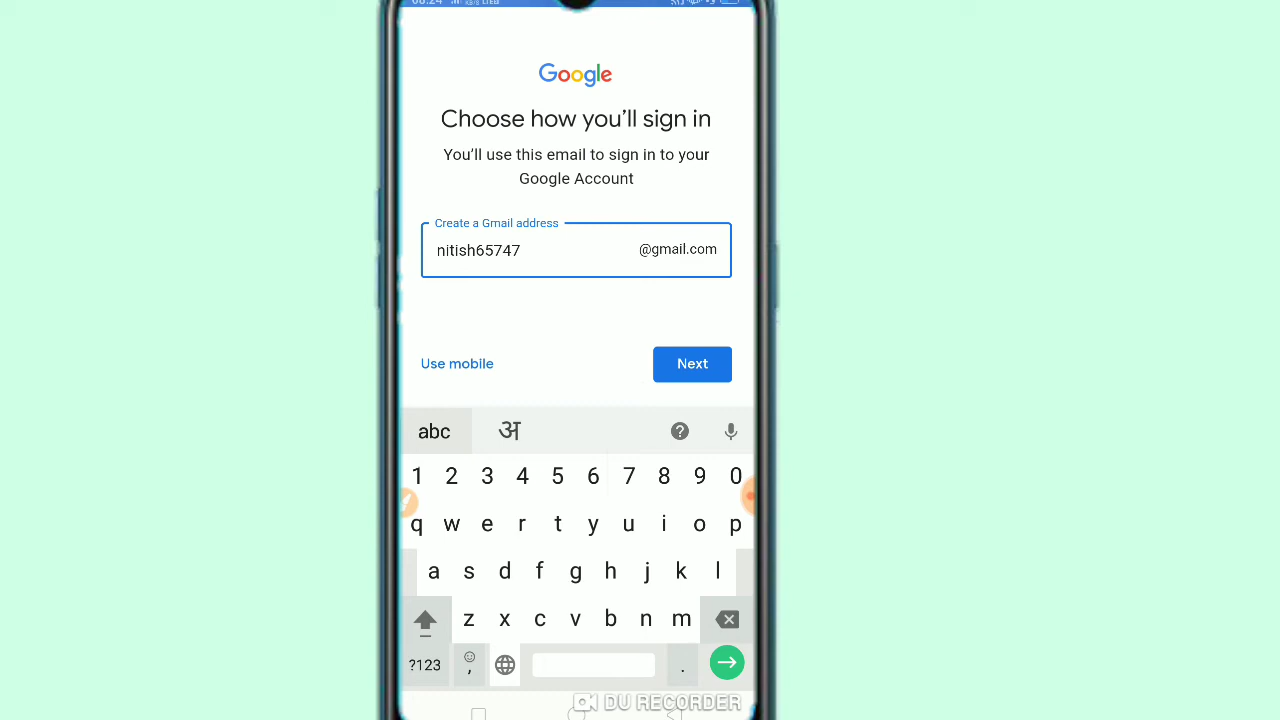 Google
Choose how you'll sign in
You'll use this email to sign in to your
Google Account
Create a Gmail address
nitish65747 @gmail.com
Use mobile Next
abc अ ?
1 2 3 4 5 6 7 8 9 0
q w e r t y u i o p
a s d f g h j k l
z x c v b n m
?123 , .
DU RECORDER